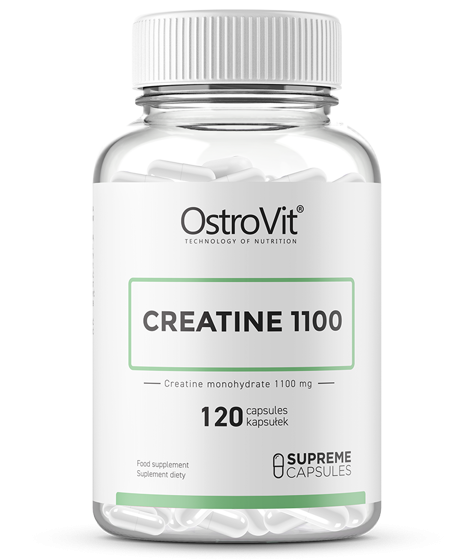 OstroVit®
TECHNOLOGY OF NUTRITION
CREATINE 1100
Creatine monohydrate 1100 mg
120 capsules
kapsułek
Food supplement
Suplement diety
SUPREME
CAPSULES